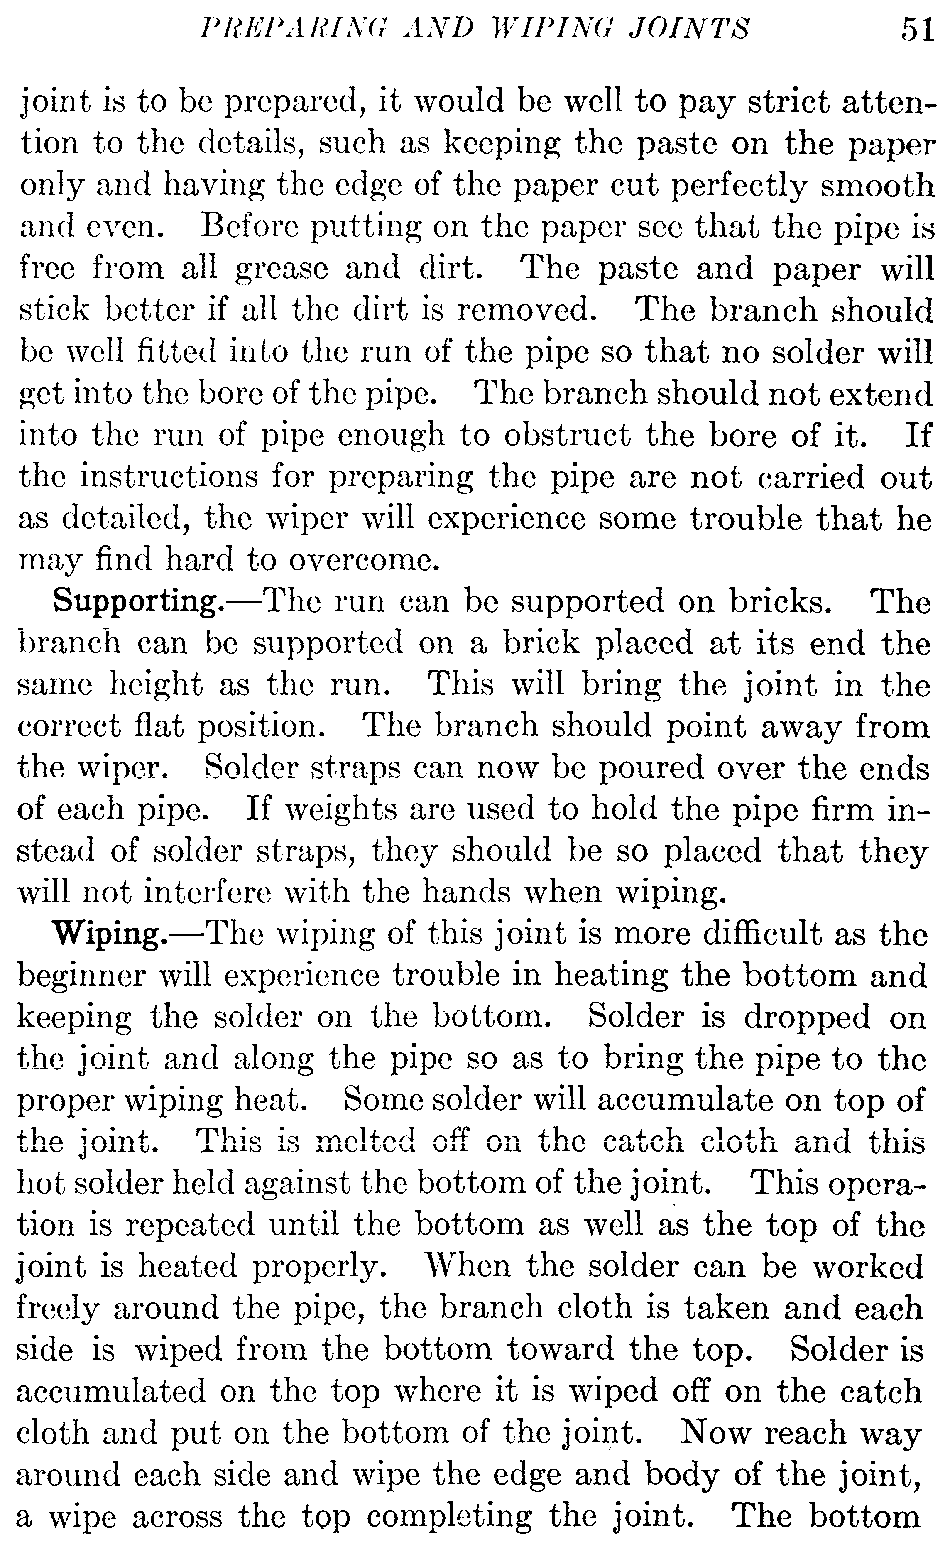 PREPARING AND WIPING JOINTS 51
joint is to be prepared, it would be well to pay strict atten-
tion to the details, such as keeping the paste on the paper
only and having the edge of the paper cut perfectly smooth
and even. Before putting on the paper see that the pipe is
free from all grease and dirt. The paste and paper will
stick better if all the dirt is removed. The branch should
be well fitted into the run of the pipe so that no solder will
get into the bore of the pipe. The branch should not extend
into the run of pipe enough to obstruct the bore of it. If
the instructions for preparing the pipe are not carried out
as detailed, the wiper will experience some trouble that he
may find hard to overcome.
Supporting.—The run can be supported on bricks. The
branch can be supported on a brick placed at its end the
same height as the run. This will bring the joint in the
correct flat position. The branch should point away from
the wiper. Solder straps can now be poured over the ends
of each pipe. If weights are used to hold the pipe firm in-
stead of solder straps, they should be so placed that they
will not interfere with the hands when wiping.
Wiping.—The wiping of this joint is more difficult as the
beginner will experience trouble in heating the bottom and
keeping the solder on the bottom. Solder is dropped on
the joint and along the pipe so as to bring the pipe to the
proper wiping heat. Some solder will accumulate on top of
the joint. This is melted off on the catch cloth and this
hot solder held against the bottom of the joint. This opera-
tion is repeated until the bottom as well as the top of the
joint is heated properly. When the solder can be worked
freely around the pipe, the branch cloth is taken and each
side is wiped from the bottom toward the top. Solder is
accumulated on the top where it is wiped off on the catch
cloth and put on the bottom of the joint. Now reach way
around each side and wipe the edge and body of the joint,
a wipe across the top completing the joint. The bottom